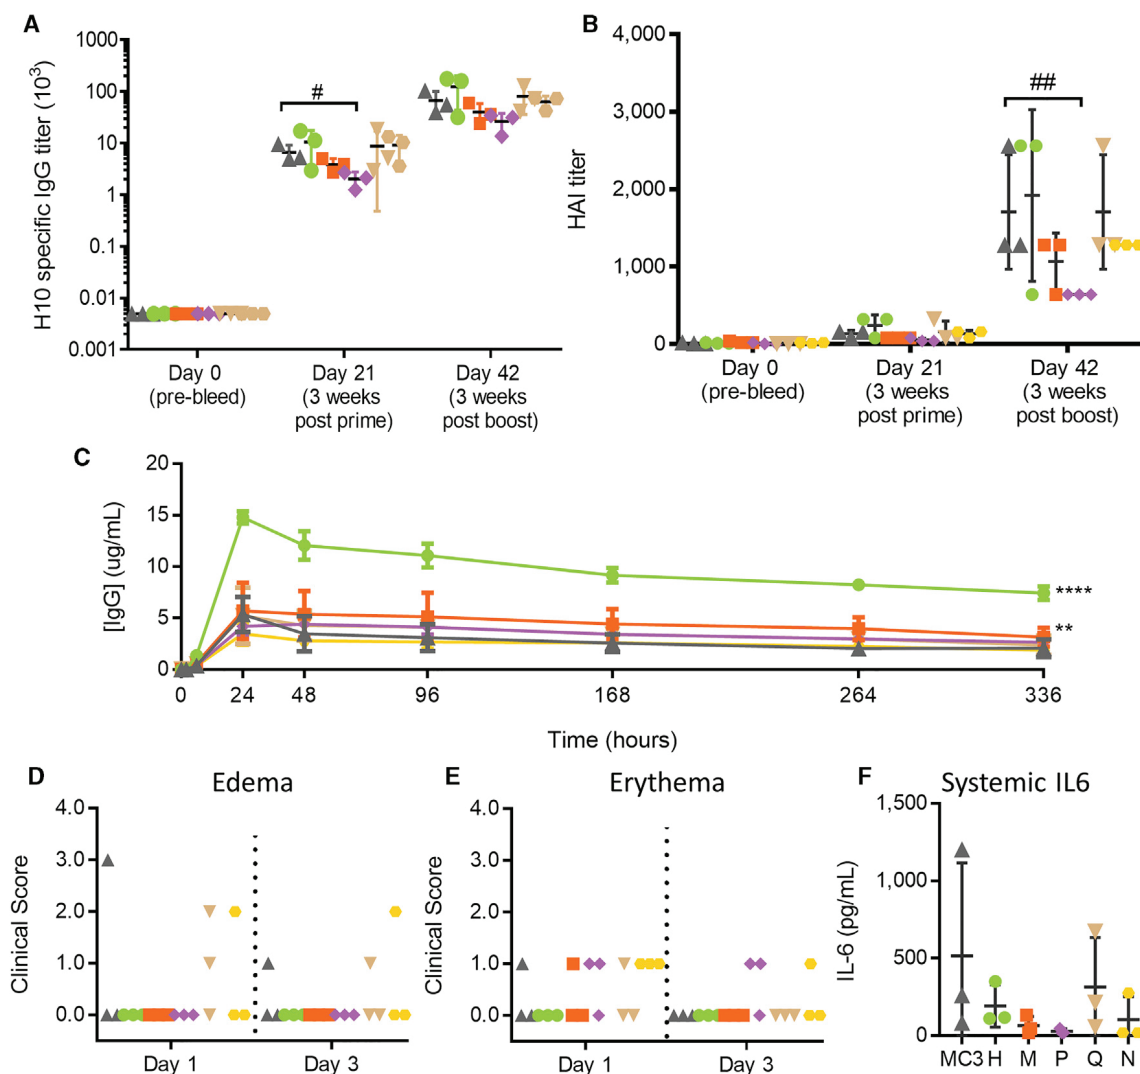 A
H10 specific IgG titer (10³)
1000
100
10
1
0.1
0.01
0.001
#
Day 0
(pre-bleed)
Day 21
(3 weeks
post prime)
Day 42
(3 weeks
post boost)
B
HAI titer
4,000
3,000
2,000
1,000
0
##
Day 0
(pre-bleed)
Day 21
(3 weeks
post prime)
Day 42
(3 weeks
post boost)
C
[IgG] (ug/mL)
20
15
10
5
0
****
**
0
24
48
96
168
264
336
Time (hours)
D
Edema
Clinical Score
4.0
3.0
2.0
1.0
0.0
Day 1
Day 3
E
Erythema
Clinical Score
4.0
3.0
2.0
1.0
0.0
Day 1
Day 3
F
Systemic IL6
IL-6 (pg/mL)
1,500
1,000
500
0
MC3
H
M
P
Q
N